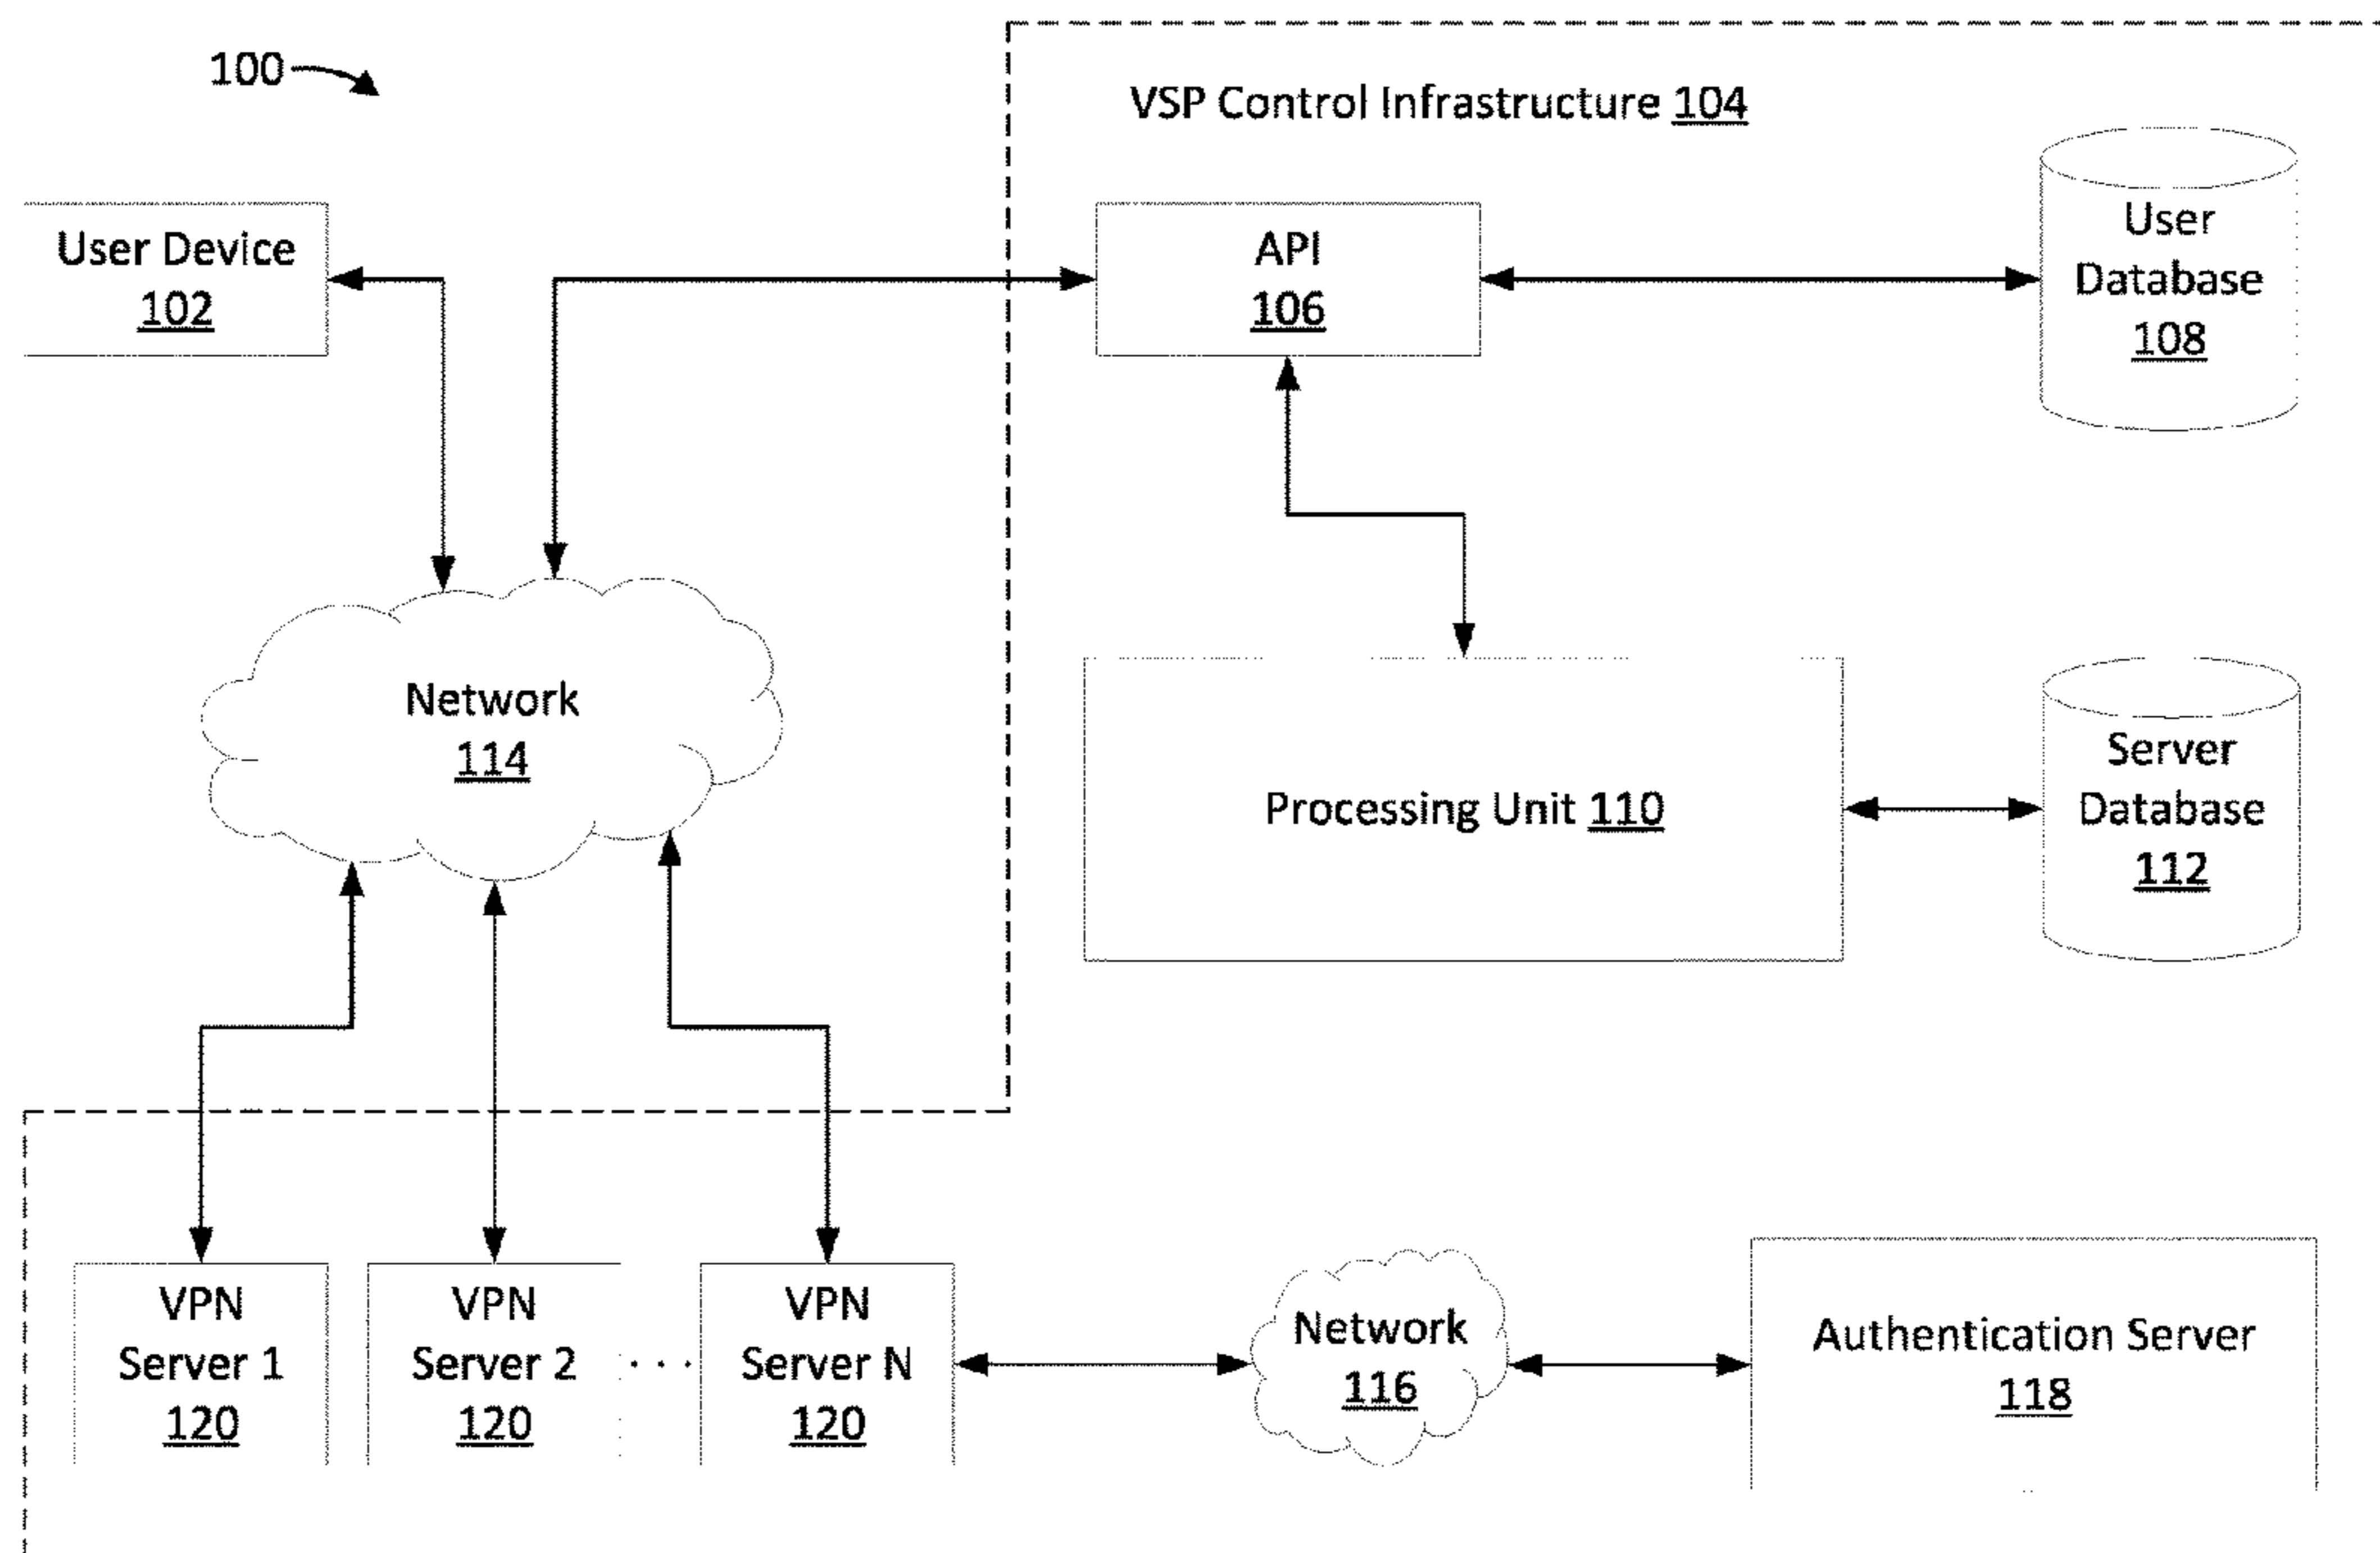 100
VSP Control Infrastructure 104
User Device
102
API
106
User
Database
108
Network
114
Processing Unit 110
Server
Database
112
VPN
Server 1
120
VPN
Server 2
120
. . .
VPN
Server N
120
Network
116
Authentication Server
118